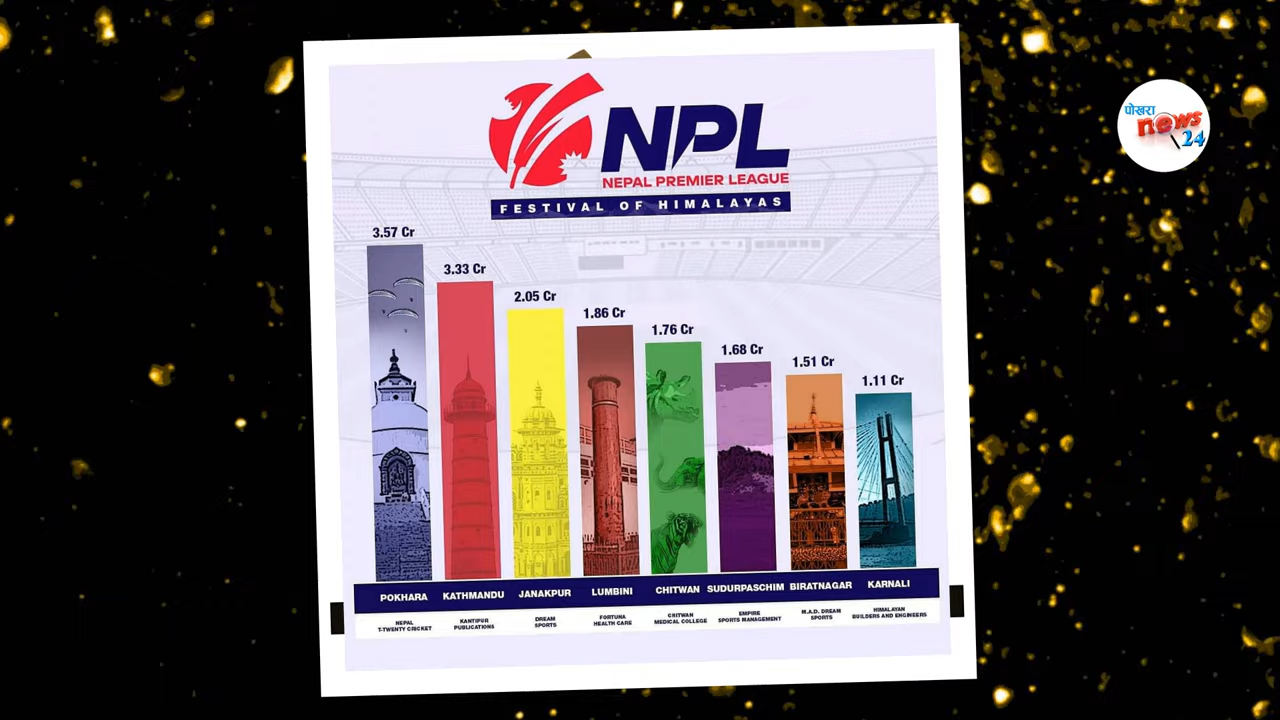 पोखरा
news
24
NPL
NEPAL PREMIER LEAGUE
FESTIVAL OF HIMALAYAS
3.57 Cr
3.33 Cr
2.05 Cr
1.86 Cr
1.76 Cr
1.68 Cr
1.51 Cr
1.11 Cr
POKHARA KATHMANDU JANAKPUR LUMBINI CHITWAN SUDURPASCHIM BIRATNAGAR KARNALI
NEPAL
T-TWENTY CRICKET
KANTIPUR
PUBLICATIONS
DREAM
SPORTS
FORTUNA
HEALTH CARE
CHITWAN
MEDICAL COLLEGE
EMPIRE
SPORTS MANAGEMENT
M.A.D. DREAM
SPORTS
HIMALAYAN
BUILDERS AND ENGINEERS